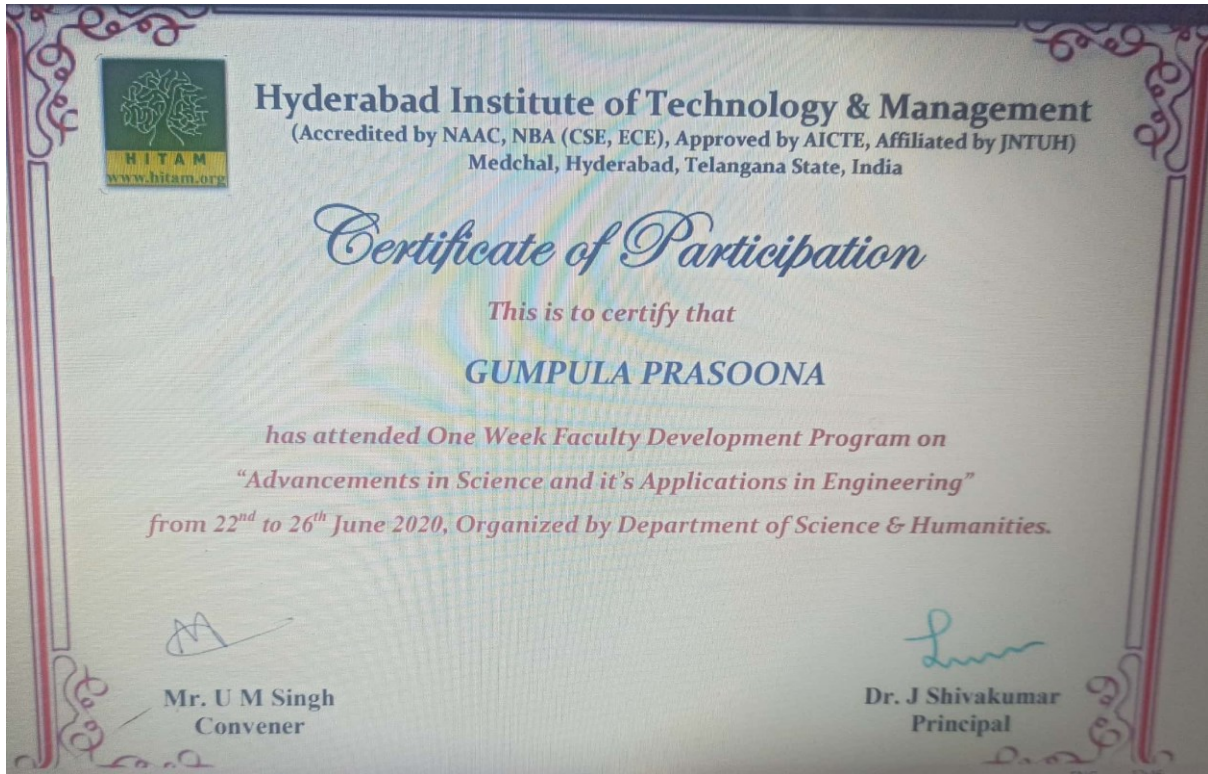 HITAM
www.hitam.org
Hyderabad Institute of Technology & Management
(Accredited by NAAC, NBA (CSE, ECE), Approved by AICTE, Affiliated by JNTUH)
Medchal, Hyderabad, Telangana State, India
Certificate of Participation
This is to certify that
GUMPULA PRASOONA
has attended One Week Faculty Development Program on
“Advancements in Science and it's Applications in Engineering”
from 22nd to 26th June 2020, Organized by Department of Science & Humanities.
Mr. U M Singh
Convener
Dr. J Shivakumar
Principal